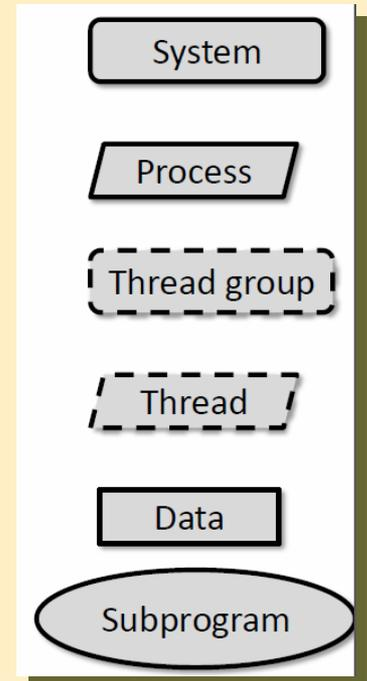 System
Process
Thread group
Thread
Data
Subprogram